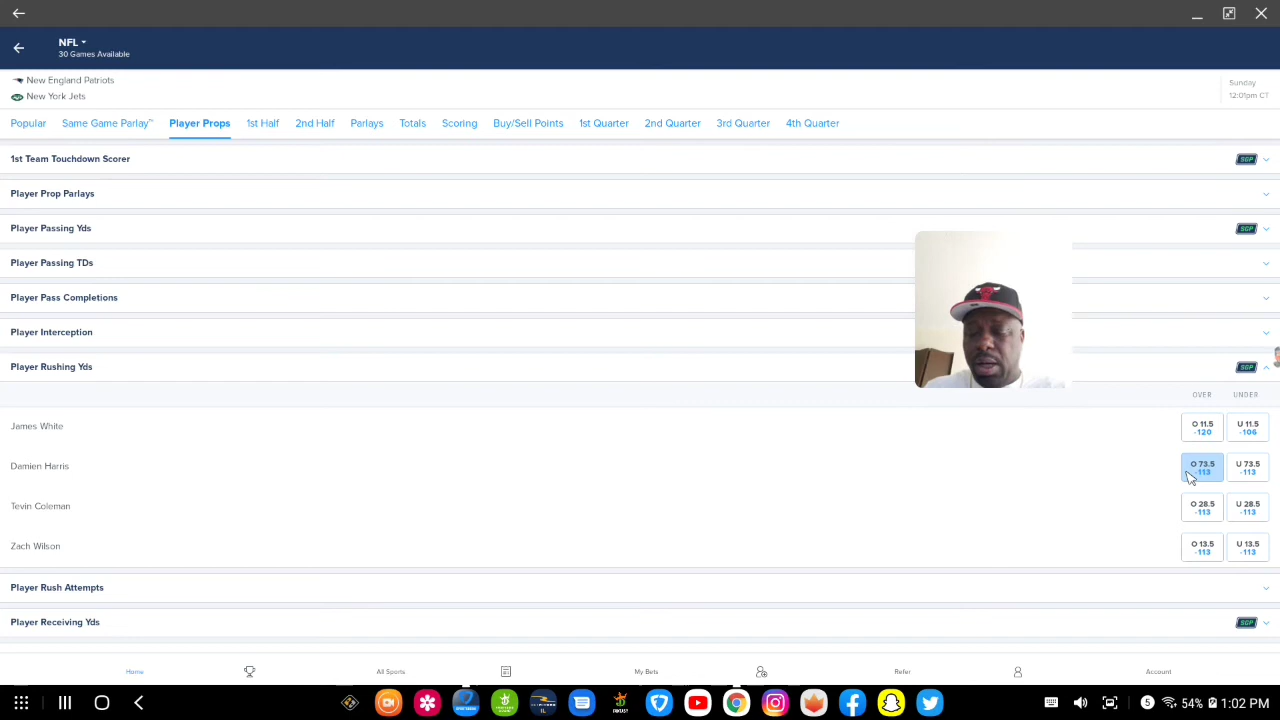 NFL
30 Games Available
New England Patriots
New York Jets
Sunday
12:01pm CT
Popular
Same Game Parlay™
Player Props
1st Half
2nd Half
Parlays
Totals
Scoring
Buy/Sell Points
1st Quarter
2nd Quarter
3rd Quarter
4th Quarter
1st Team Touchdown Scorer
SGP
Player Prop Parlays
Player Passing Yds
SGP
Player Passing TDs
Player Pass Completions
Player Interception
Player Rushing Yds
SGP
OVER
UNDER
James White
O 11.5
-120
U 11.5
-106
Damien Harris
O 73.5
-113
U 73.5
-113
Tevin Coleman
O 28.5
-113
U 28.5
-113
Zach Wilson
O 13.5
-113
U 13.5
-113
Player Rush Attempts
Player Receiving Yds
SGP
Home
All Sports
My Bets
Refer
Account
5
54%
1:02 PM